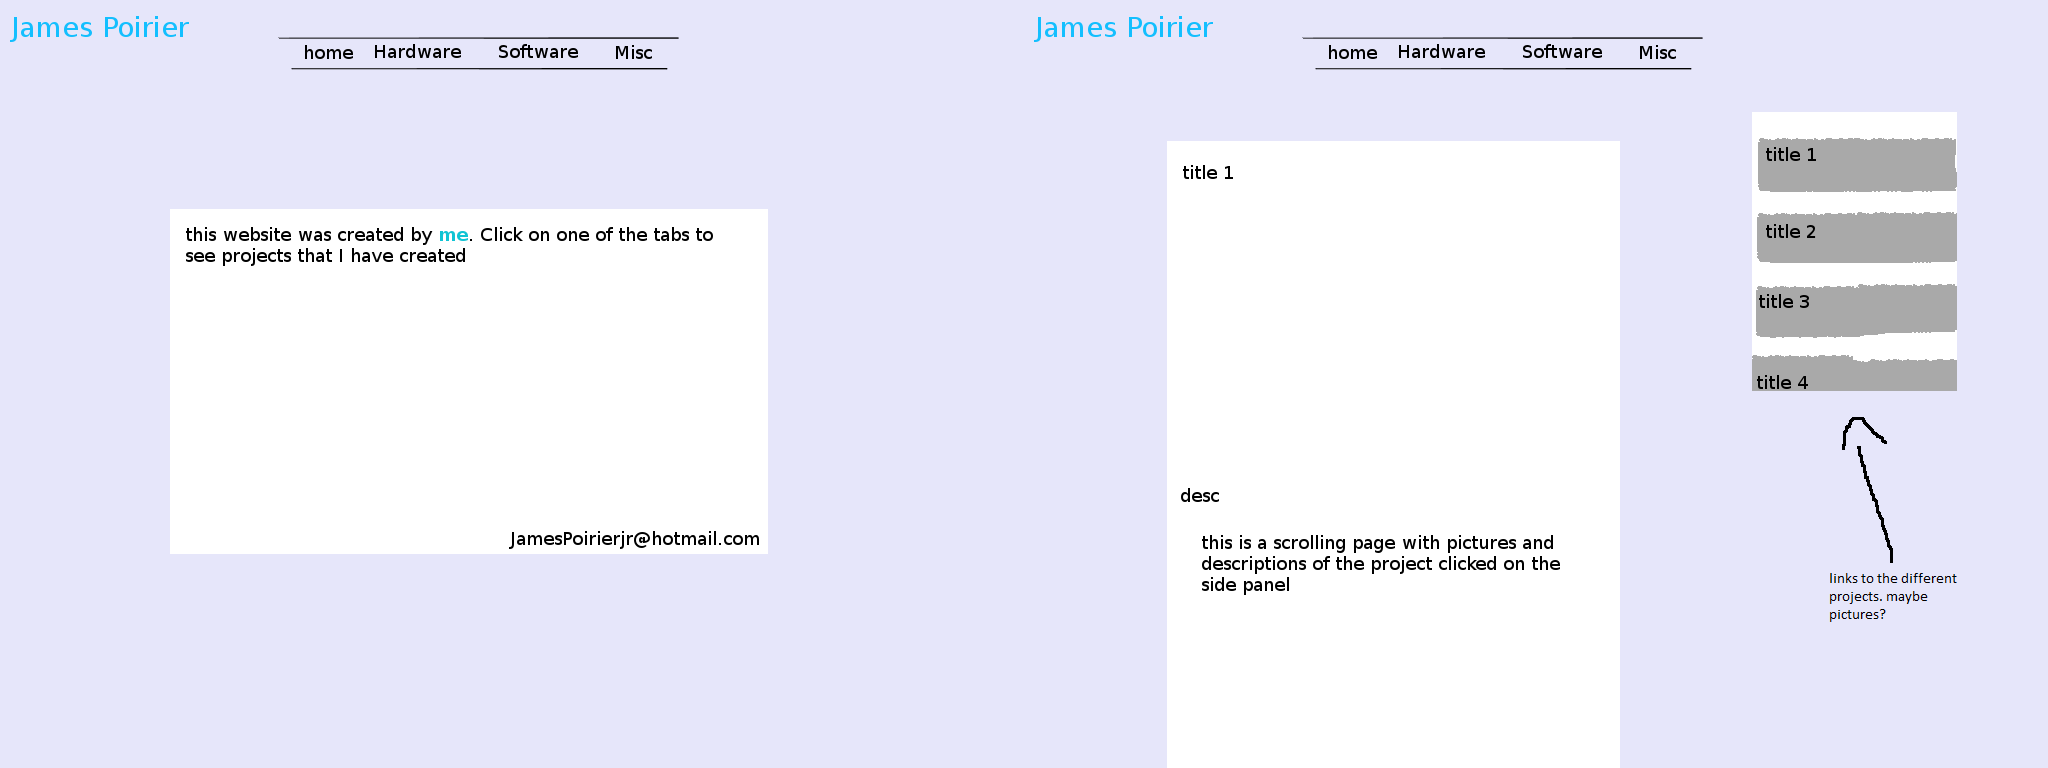 James Poirier
home Hardware Software Misc
this website was created by me. Click on one of the tabs to
see projects that I have created
JamesPoirierjr@hotmail.com
James Poirier
home Hardware Software Misc
title 1
desc
this is a scrolling page with pictures and
descriptions of the project clicked on the
side panel
title 1
title 2
title 3
title 4
links to the different
projects. maybe
pictures?